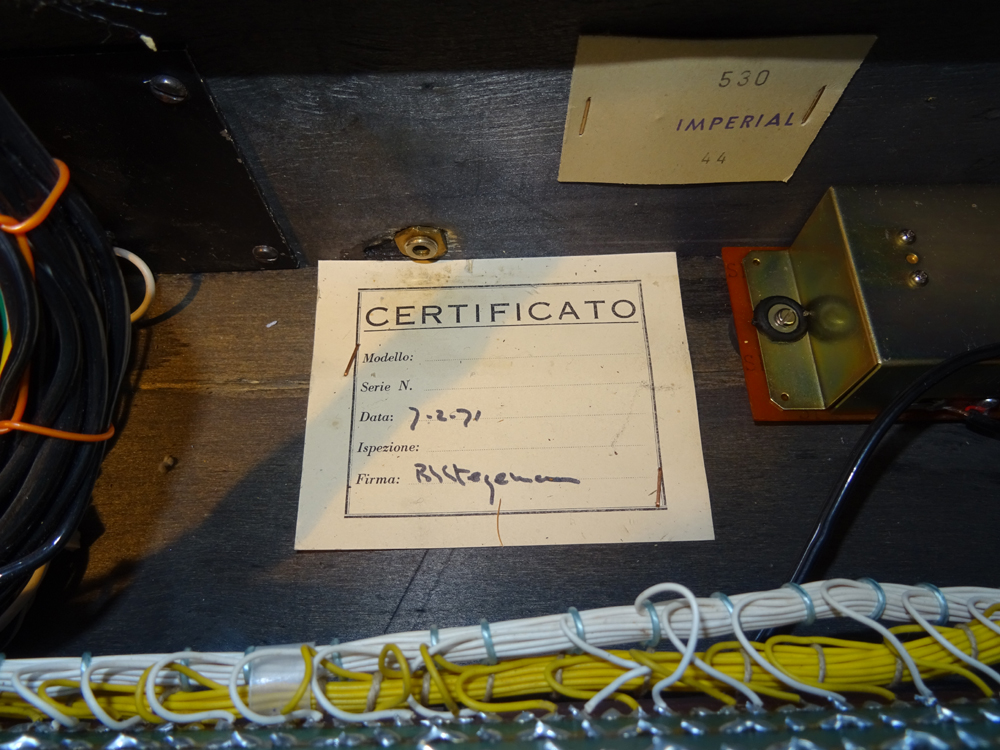 530
IMPERIAL
44
CERTIFICATO
Modello:
Serie N.
Data: 7-2-71
Ispezione:
Firma: